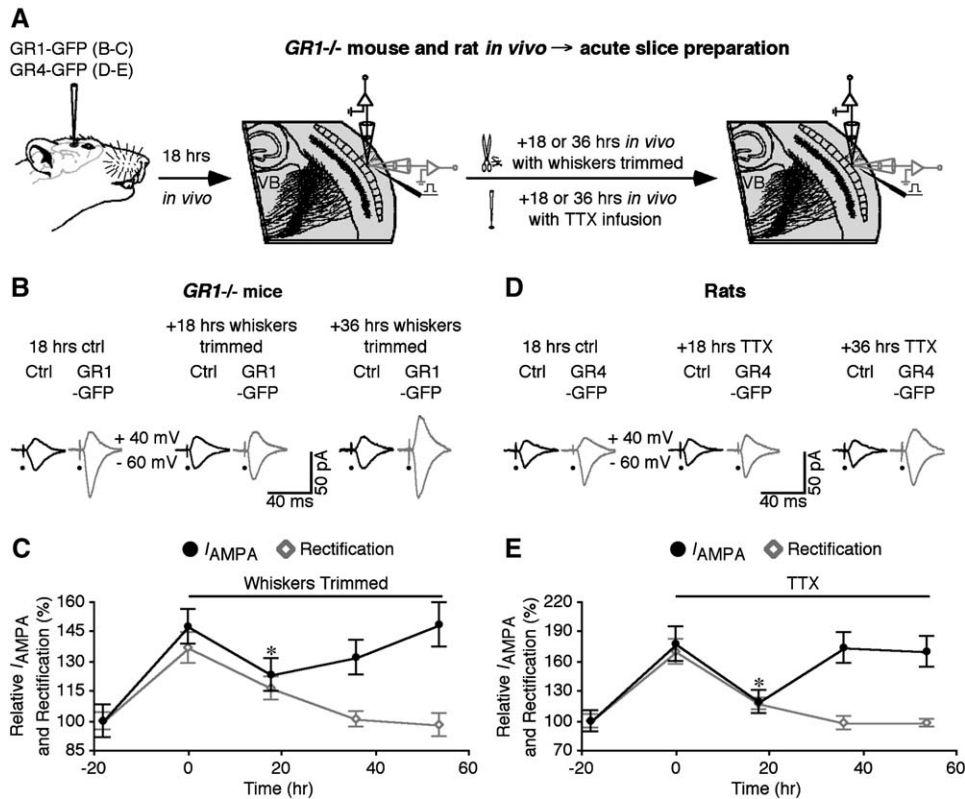 A
GR1-GFP (B-C)
GR4-GFP (D-E)
GR1-/- mouse and rat in vivo → acute slice preparation
18 hrs
in vivo
VB
+18 or 36 hrs in vivo
with whiskers trimmed
+18 or 36 hrs in vivo
with TTX infusion
VB
B
GR1-/- mice
18 hrs ctrl
+18 hrs whiskers
trimmed
+36 hrs whiskers
trimmed
Ctrl GR1
-GFP
Ctrl GR1
-GFP
Ctrl GR1
-GFP
+ 40 mV
- 60 mV
50 pA
40 ms
D
Rats
18 hrs ctrl
+18 hrs TTX
+36 hrs TTX
Ctrl GR4
-GFP
Ctrl GR4
-GFP
Ctrl GR4
-GFP
+ 40 mV
- 60 mV
50 pA
40 ms
C
IAMPA Rectification
Whiskers Trimmed
Relative IAMPA
and Rectification (%)
160
145
130
115
100
85
*
-20 0 20 40 60
Time (hr)
E
IAMPA Rectification
TTX
Relative IAMPA
and Rectification (%)
220
190
160
130
100
70
*
-20 0 20 40 60
Time (hr)